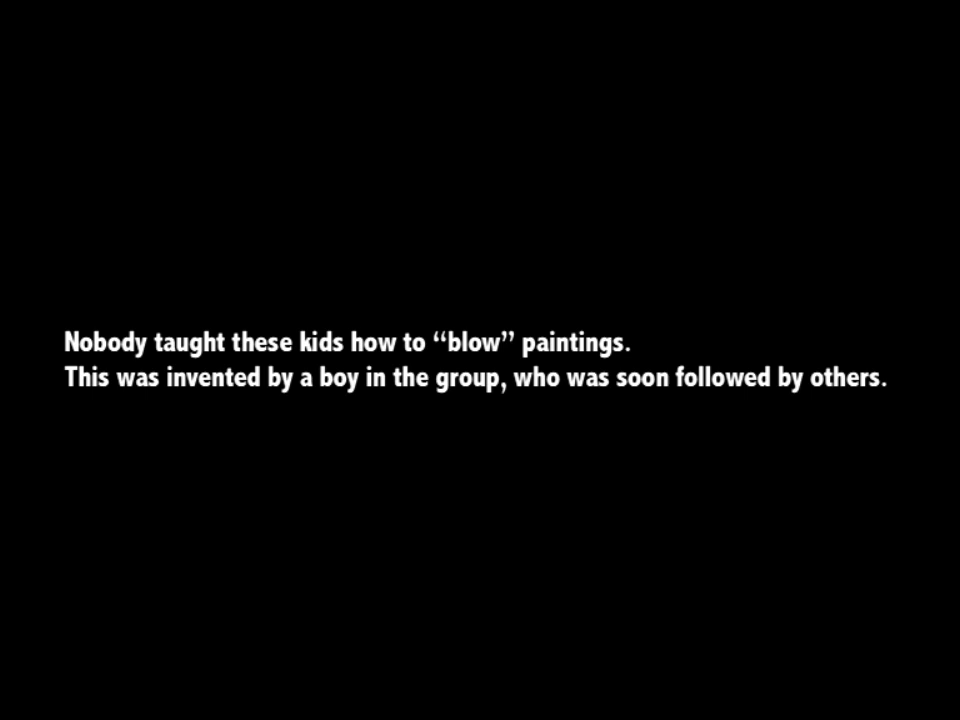 Nobody taught these kids how to “blow” paintings.
This was invented by a boy in the group, who was soon followed by others.